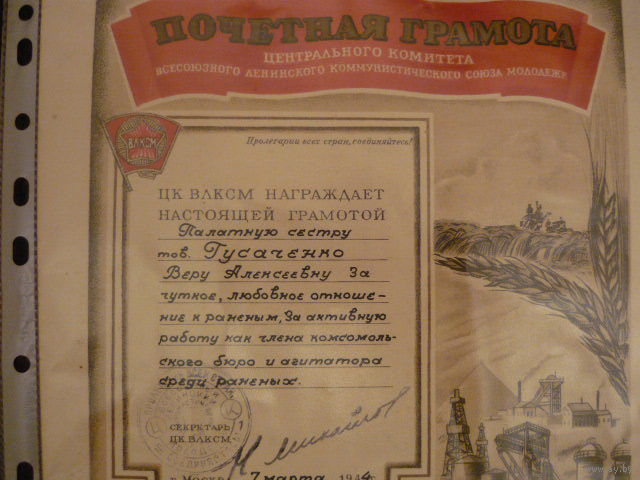 ПОЧЕТНАЯ ГРАМОТА
ЦЕНТРАЛЬНОГО КОМИТЕТА
ВСЕСОЮЗНОГО ЛЕНИНСКОГО КОММУНИСТИЧЕСКОГО СОЮЗА МОЛОДЕЖИ
ВЛКСМ
Пролетарии всех стран, соединяйтесь!
ЦК ВЛКСМ НАГРАЖДАЕТ
НАСТОЯЩЕЙ ГРАМОТОЙ
Палатную сестру
тов. Гусаченко
Веру Алексеевну За
чуткое, любовное отноше-
ние к раненым, За активную
работу как члена комсомоль-
ского бюро и агитатора
среди раненых.
СЕКРЕТАРЬ
ЦК ВЛКСМ
Н Михайлов
г. Москва 7 марта 1944